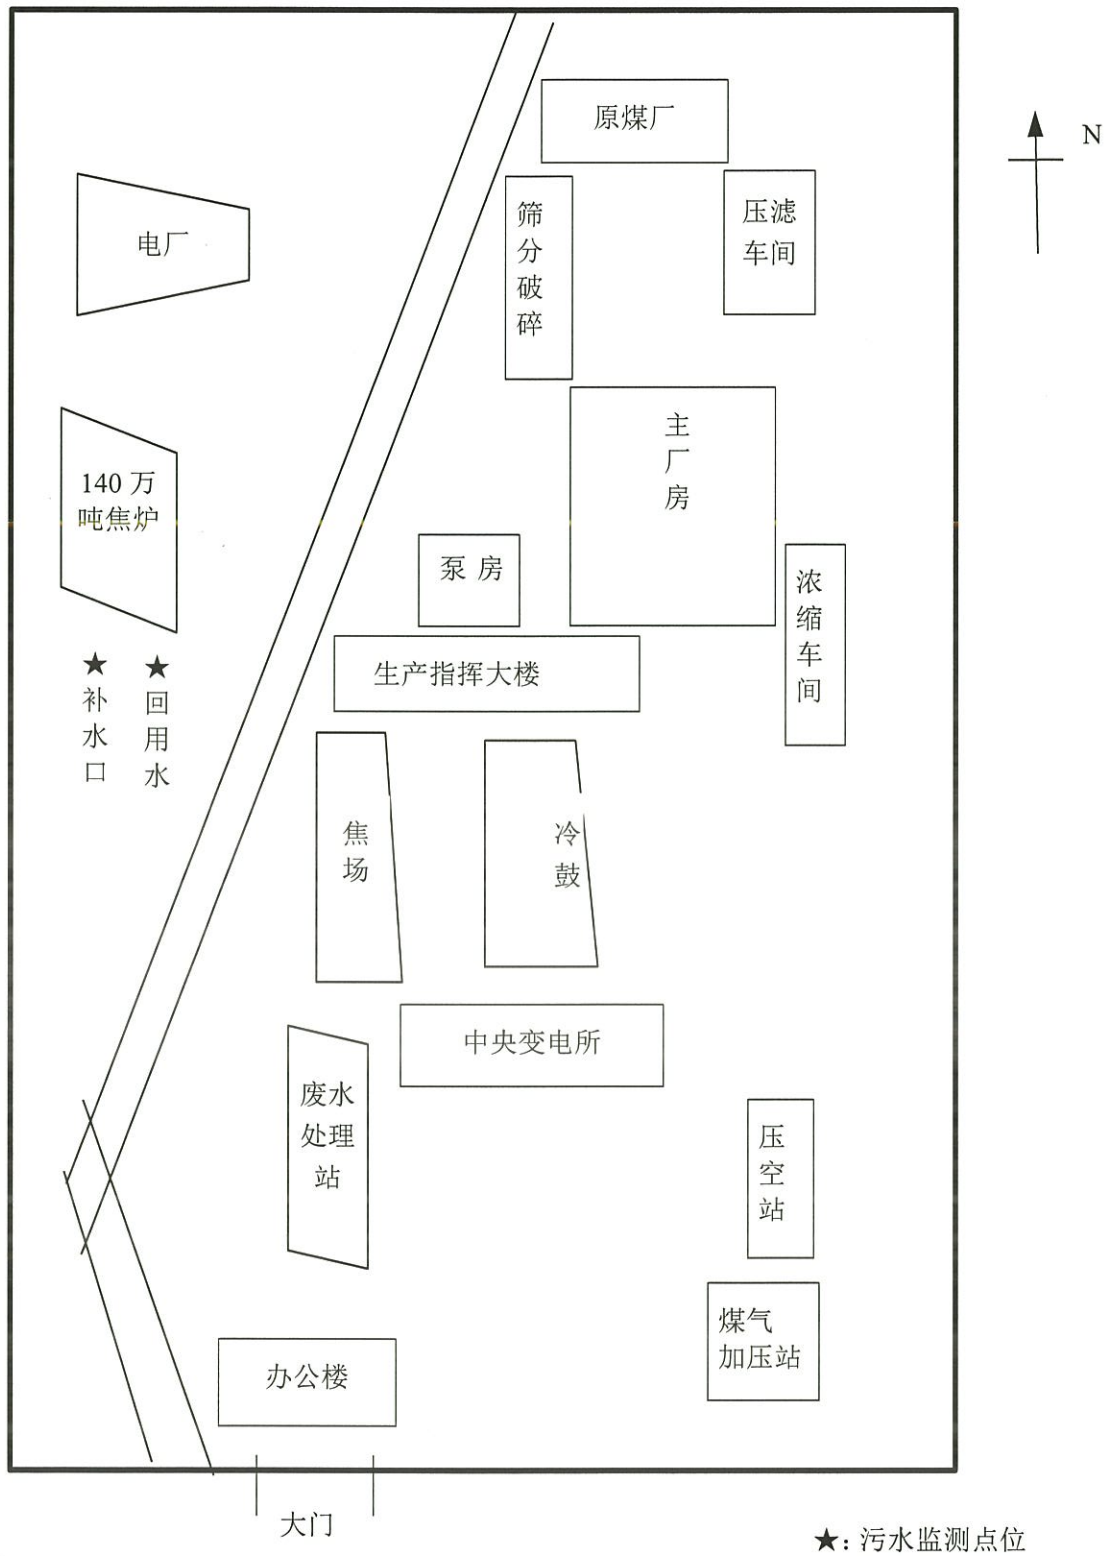 原煤厂
N
筛分破碎
压滤
车间
电厂
主厂房
140 万
吨焦炉
泵 房
浓缩车间
生产指挥大楼
★
补水口
★
回用水
焦场
冷鼓
中央变电所
废水
处理
站
压空站
煤气
加压站
办公楼
大门
★: 污水监测点位